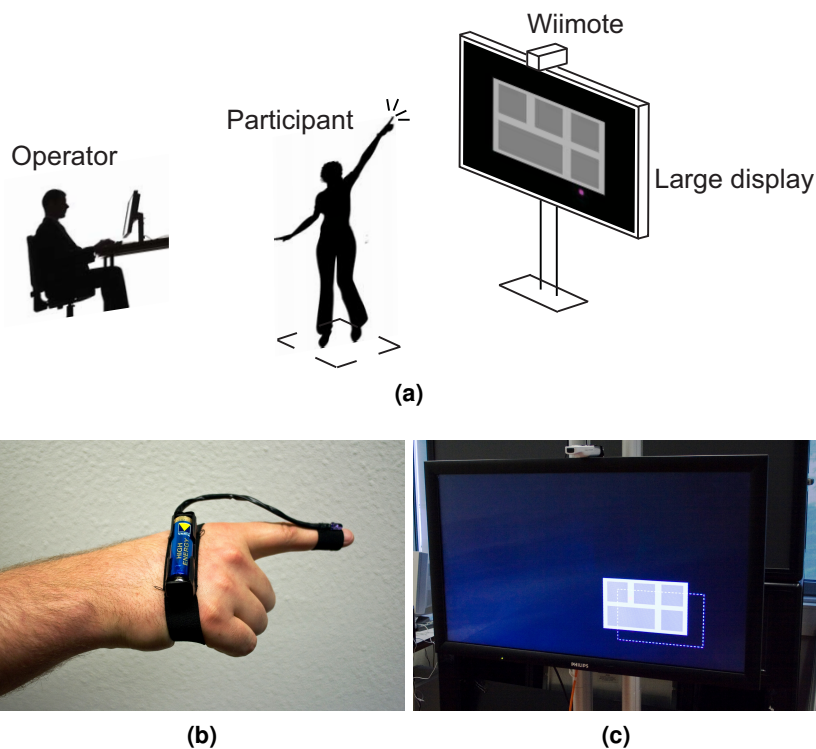 Wiimote
Participant
Operator
Large display
(a)
HIGH
ENERGY
PHILIPS
(b)
(c)